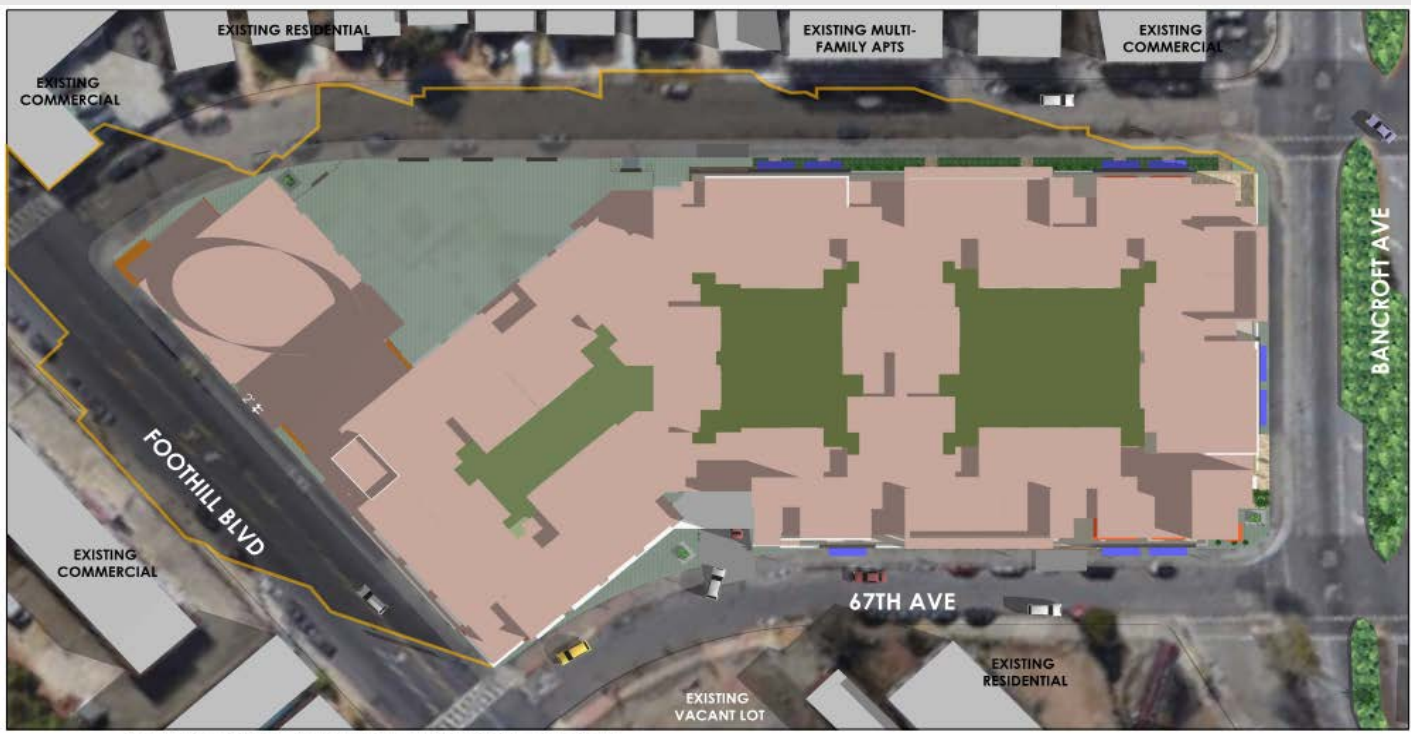 EXISTING RESIDENTIAL
EXISTING MULTI-
FAMILY APTS
EXISTING
COMMERCIAL
EXISTING
COMMERCIAL
BANCROFT AVE
FOOTHILL BLVD
EXISTING
COMMERCIAL
67TH AVE
EXISTING
RESIDENTIAL
EXISTING
VACANT LOT